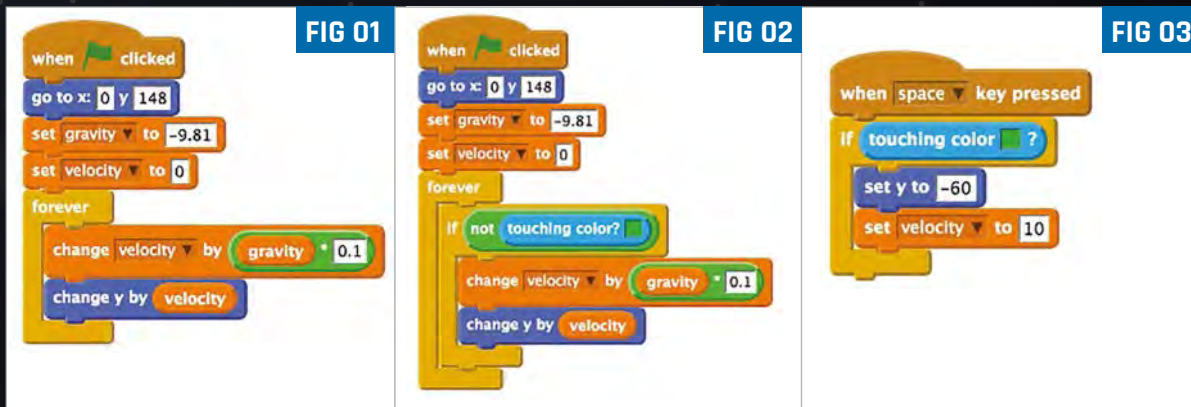 FIG 01
when clicked
go to x: 0 y 148
set gravity to -9.81
set velocity to 0
forever
change velocity by gravity * 0.1
change y by velocity
FIG 02
when clicked
go to x: 0 y 148
set gravity to -9.81
set velocity to 0
forever
if not touching color?
change velocity by gravity * 0.1
change y by velocity
FIG 03
when space key pressed
if touching color ?
set y to -60
set velocity to 10